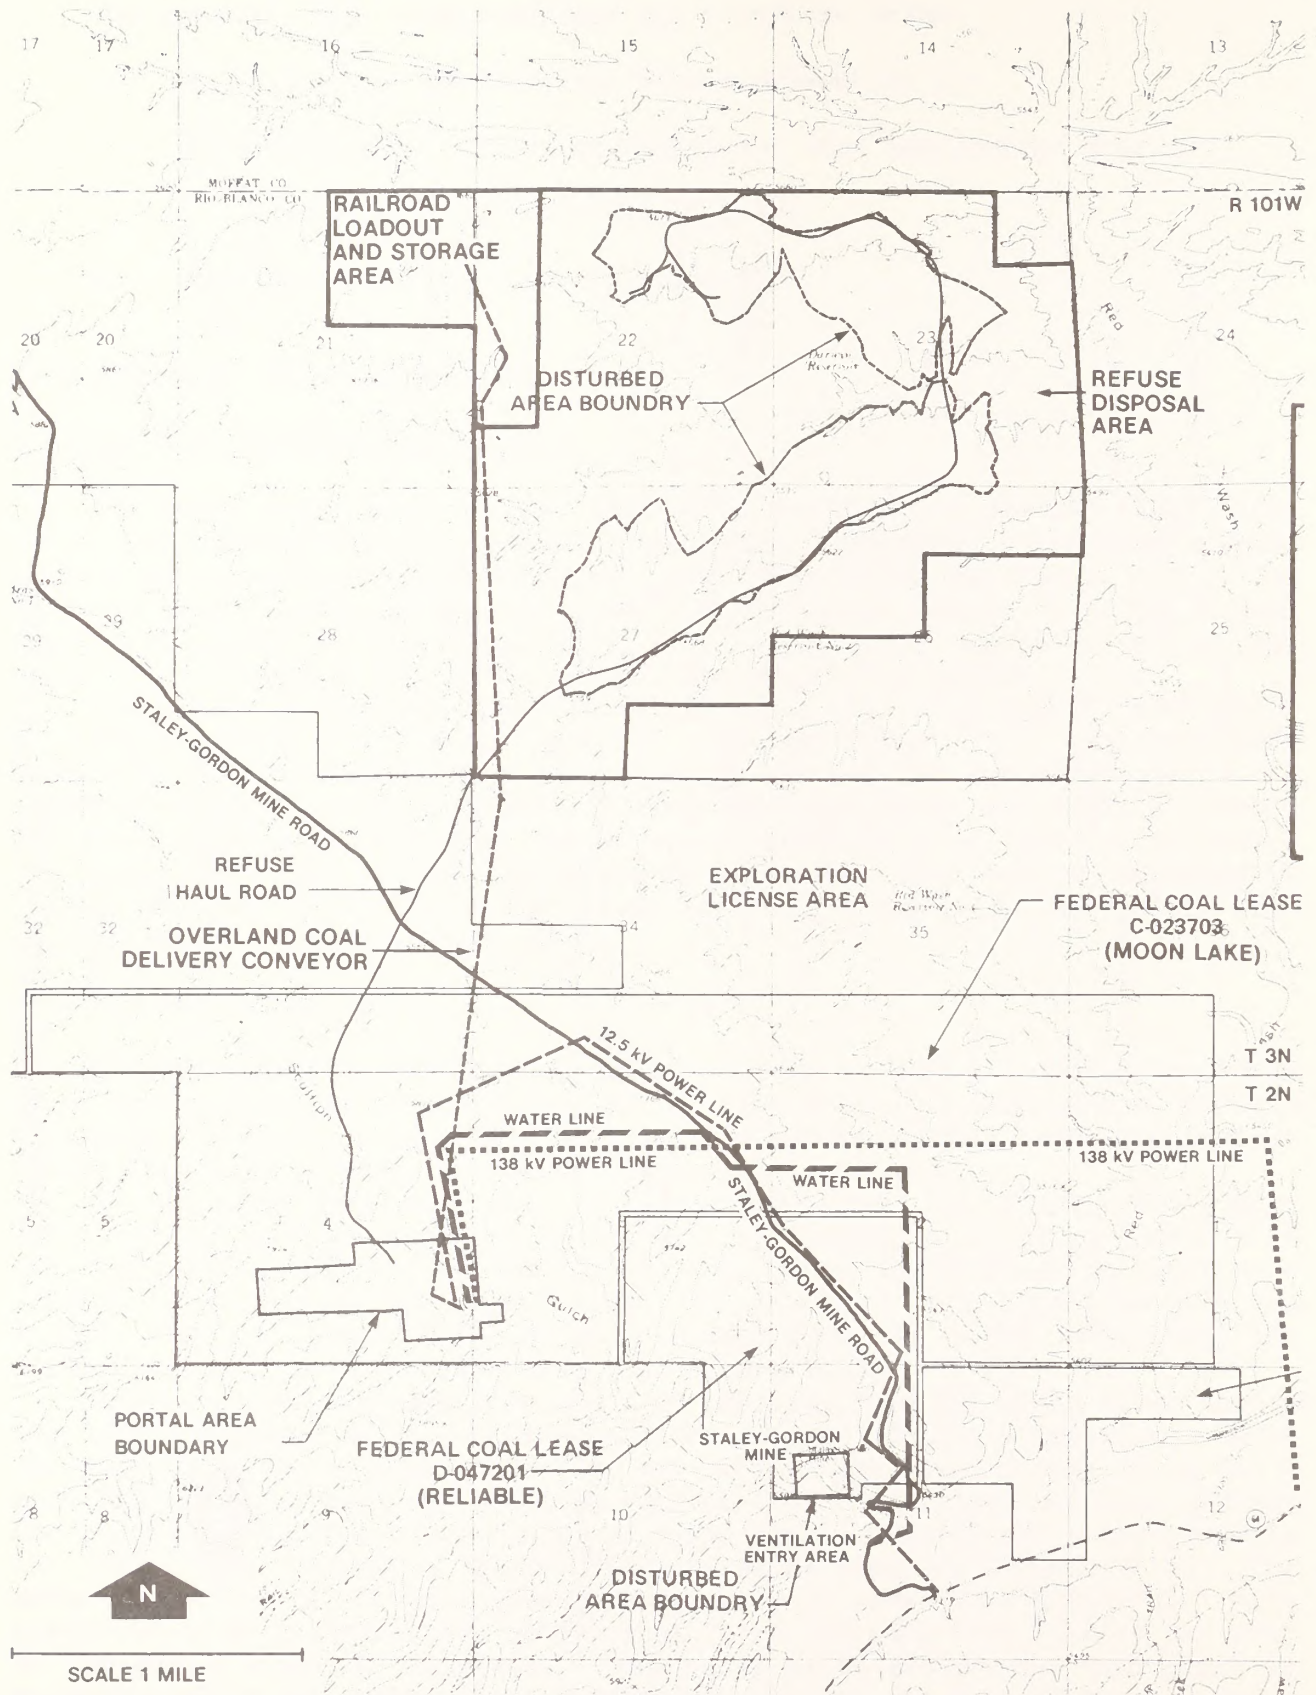 17
17
16
15
14
13
MOFFAT CO
RIO BLANCO CO
R 101W
RAILROAD
LOADOUT
AND STORAGE
AREA
Red
20
20
21
22
23
24
DISTURBED
AREA BOUNDRY
REFUSE
DISPOSAL
AREA
Wash
29
29
28
27
26
25
STALEY-GORDON MINE ROAD
REFUSE
HAUL ROAD
EXPLORATION
LICENSE AREA
FEDERAL COAL LEASE
C-023703
(MOON LAKE)
32
32
34
35
OVERLAND COAL
DELIVERY CONVEYOR
12.5 kV POWER LINE
T 3N
T 2N
WATER LINE
138 kV POWER LINE
138 kV POWER LINE
WATER LINE
STALEY-GORDON MINE ROAD
5
5
4
Red
Gulch
PORTAL AREA
BOUNDARY
FEDERAL COAL LEASE
D-047201
(RELIABLE)
STALEY-GORDON
MINE
8
8
10
11
12
VENTILATION
ENTRY AREA
DISTURBED
AREA BOUNDRY
N
SCALE 1 MILE